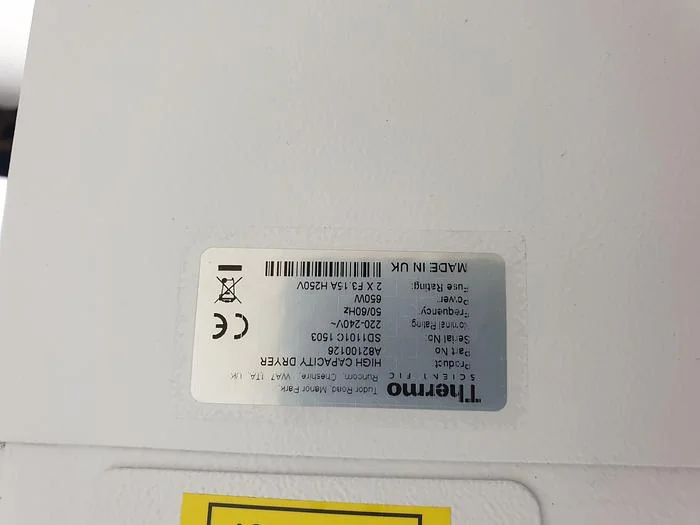 Thermo
SCIENTIFIC
Tudor Road, Manor Park,
Runcorn, Cheshire, WA7 1TA, UK
Product: HIGH CAPACITY DRYER
Part No A82100126
Serial No: SD1101C 1503
Nominal Rating: 220-240V~
Frequency: 50/60Hz
Power: 650W
Fuse Rating: 2 X F3.15A H250V
MADE IN UK
CE